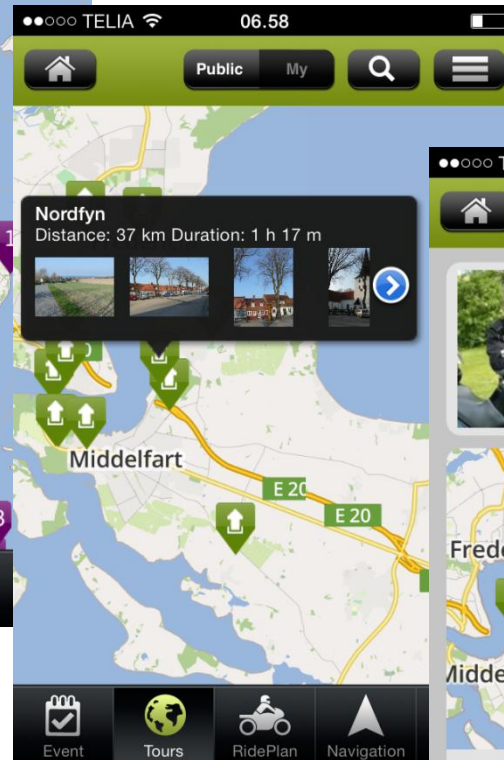 TELIA
06.58
Public My
Nordfyn
Distance: 37 km Duration: 1 h 17 m
Middelfart
E 20
E 20
Event
Tours
RidePlan
Navigation